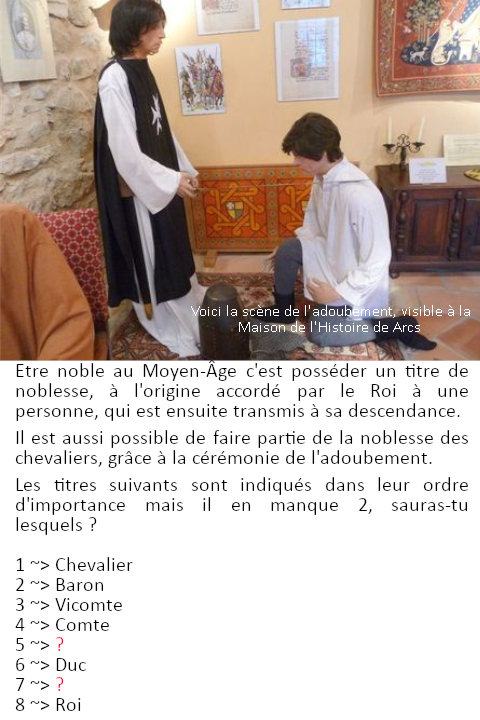 Voici la scène de l'adoubement, visible à la
Maison de l'Histoire de Arcs
Etre noble au Moyen-Âge c'est posséder un titre de
noblesse, à l'origine accordé par le Roi à une
personne, qui est ensuite transmis à sa descendance.
Il est aussi possible de faire partie de la noblesse des
chevaliers, grâce à la cérémonie de l'adoubement.
Les titres suivants sont indiqués dans leur ordre
d'importance mais il en manque 2, sauras-tu
lesquels ?
1 ~> Chevalier
2 ~> Baron
3 ~> Vicomte
4 ~> Comte
5 ~> ?
6 ~> Duc
7 ~> ?
8 ~> Roi